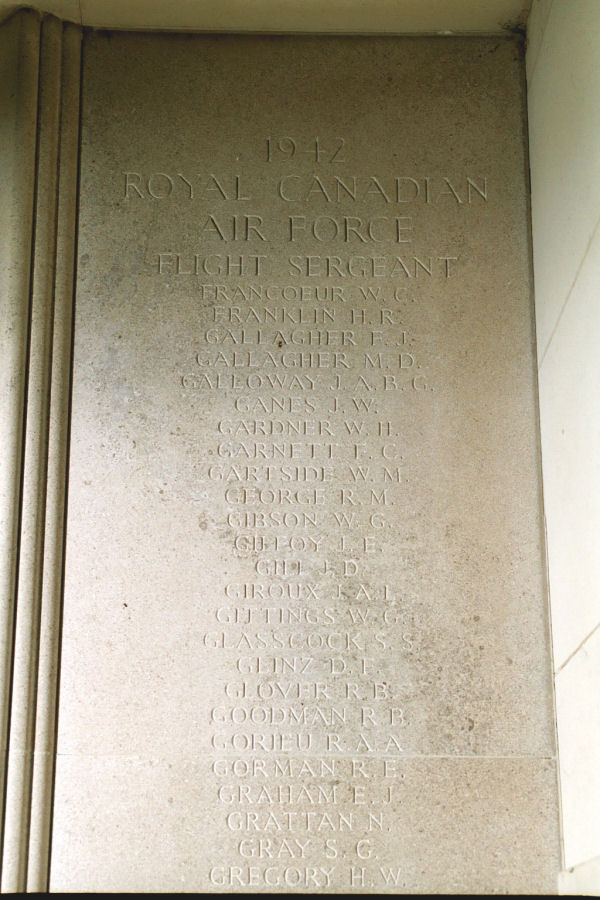 1942
ROYAL CANADIAN
AIR FORCE
FLIGHT SERGEANT
FRANCOEUR W. C.
FRANKLIN H. R.
GALLAGHER F. J.
GALLAGHER M. D.
GALLOWAY J. A. B. G.
GANES J. W.
GARDNER W. H.
GARNETT T. C.
GARTSIDE W. M.
GEORGE R. M.
GIBSON W. G.
GILFOY J. E.
GILL J. D.
GIROUX J. A. L.
GITTINGS W. G.
GLASSCOCK S. S.
GLINZ D. F.
GLOVER R. B.
GOODMAN R. B.
GORIEU R. A. A.
GORMAN R. E.
GRAHAM E. J.
GRATTAN N.
GRAY S. G.
GREGORY H. W.